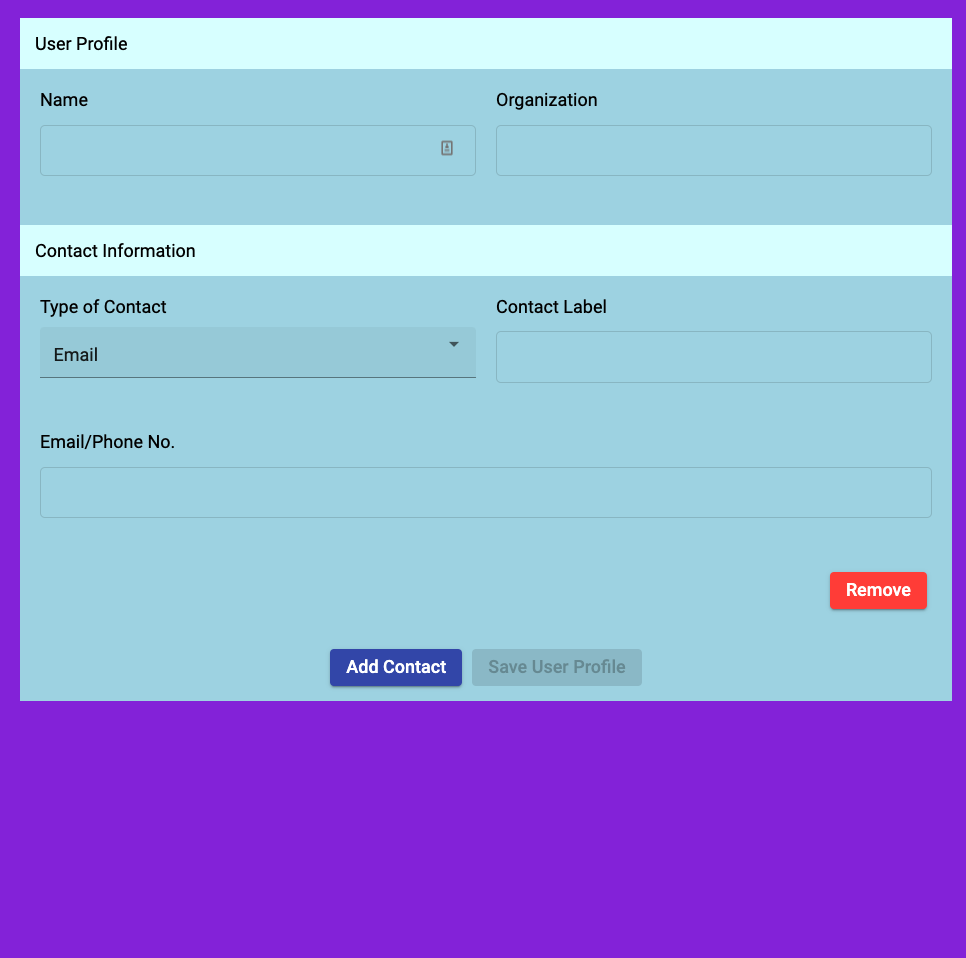 User Profile
Name Organization
Contact Information
Type of Contact Contact Label
Email
Email/Phone No.
Remove
Add Contact Save User Profile